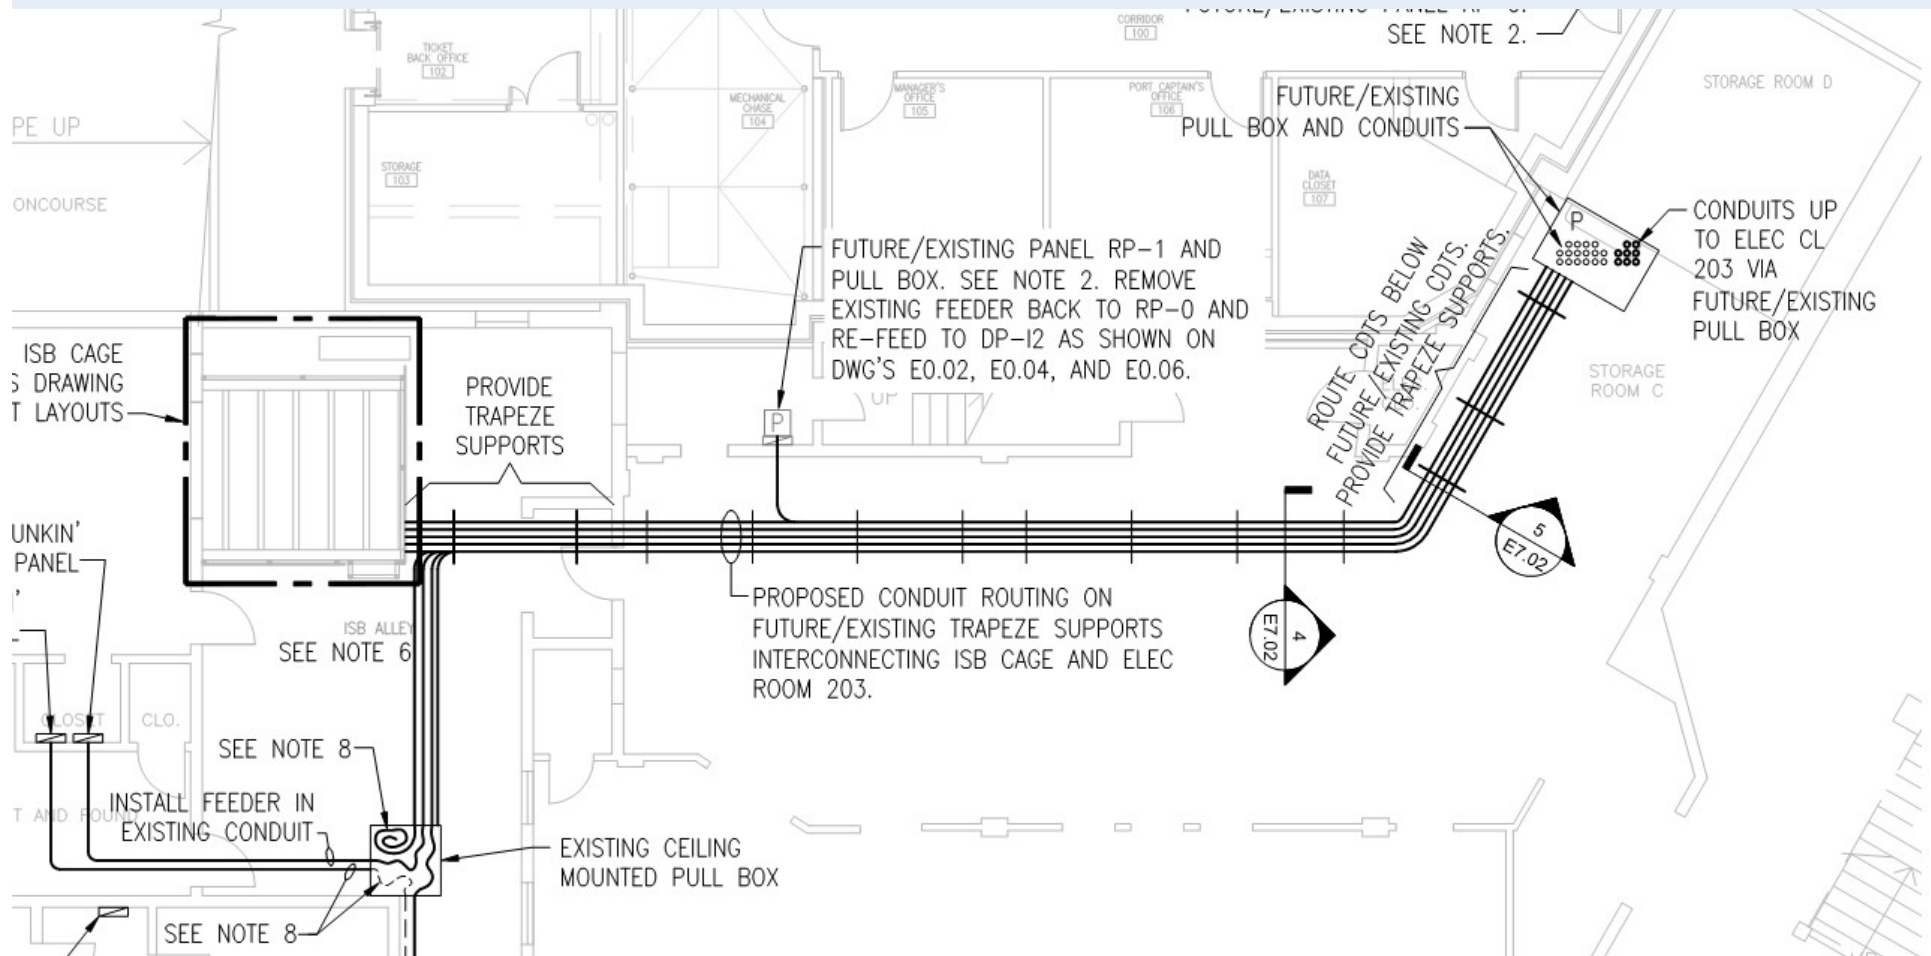 FUTURE/EXISTING PANEL RP-0.
SEE NOTE 2.
CORRIDOR
100
TICKET
BACK OFFICE
102
MECHANICAL
CHASE
104
MANAGER'S
OFFICE
105
PORT CAPTAIN'S
OFFICE
106
STORAGE ROOM D
FUTURE/EXISTING
PULL BOX AND CONDUITS
PE UP
STORAGE
103
DATA
CLOSET
107
ONCOURSE
P
CONDUITS UP
TO ELEC CL
203 VIA
FUTURE/EXISTING
PULL BOX
FUTURE/EXISTING PANEL RP-1 AND
PULL BOX. SEE NOTE 2. REMOVE
EXISTING FEEDER BACK TO RP-0 AND
RE-FEED TO DP-I2 AS SHOWN ON
DWG'S E0.02, E0.04, AND E0.06.
ROUTE CDTS BELOW
FUTURE/EXISTING CDTS.
PROVIDE TRAPEZE SUPPORTS.
ISB CAGE
S DRAWING
T LAYOUTS
PROVIDE
TRAPEZE
SUPPORTS
UP
P
STORAGE
ROOM C
UNKIN'
PANEL
5
E7.02
4
E7.02
PROPOSED CONDUIT ROUTING ON
FUTURE/EXISTING TRAPEZE SUPPORTS
INTERCONNECTING ISB CAGE AND ELEC
ROOM 203.
ISB ALLEY
SEE NOTE 6
CLOSET
CLO.
SEE NOTE 8
T AND FOUND
INSTALL FEEDER IN
EXISTING CONDUIT
EXISTING CEILING
MOUNTED PULL BOX
SEE NOTE 8